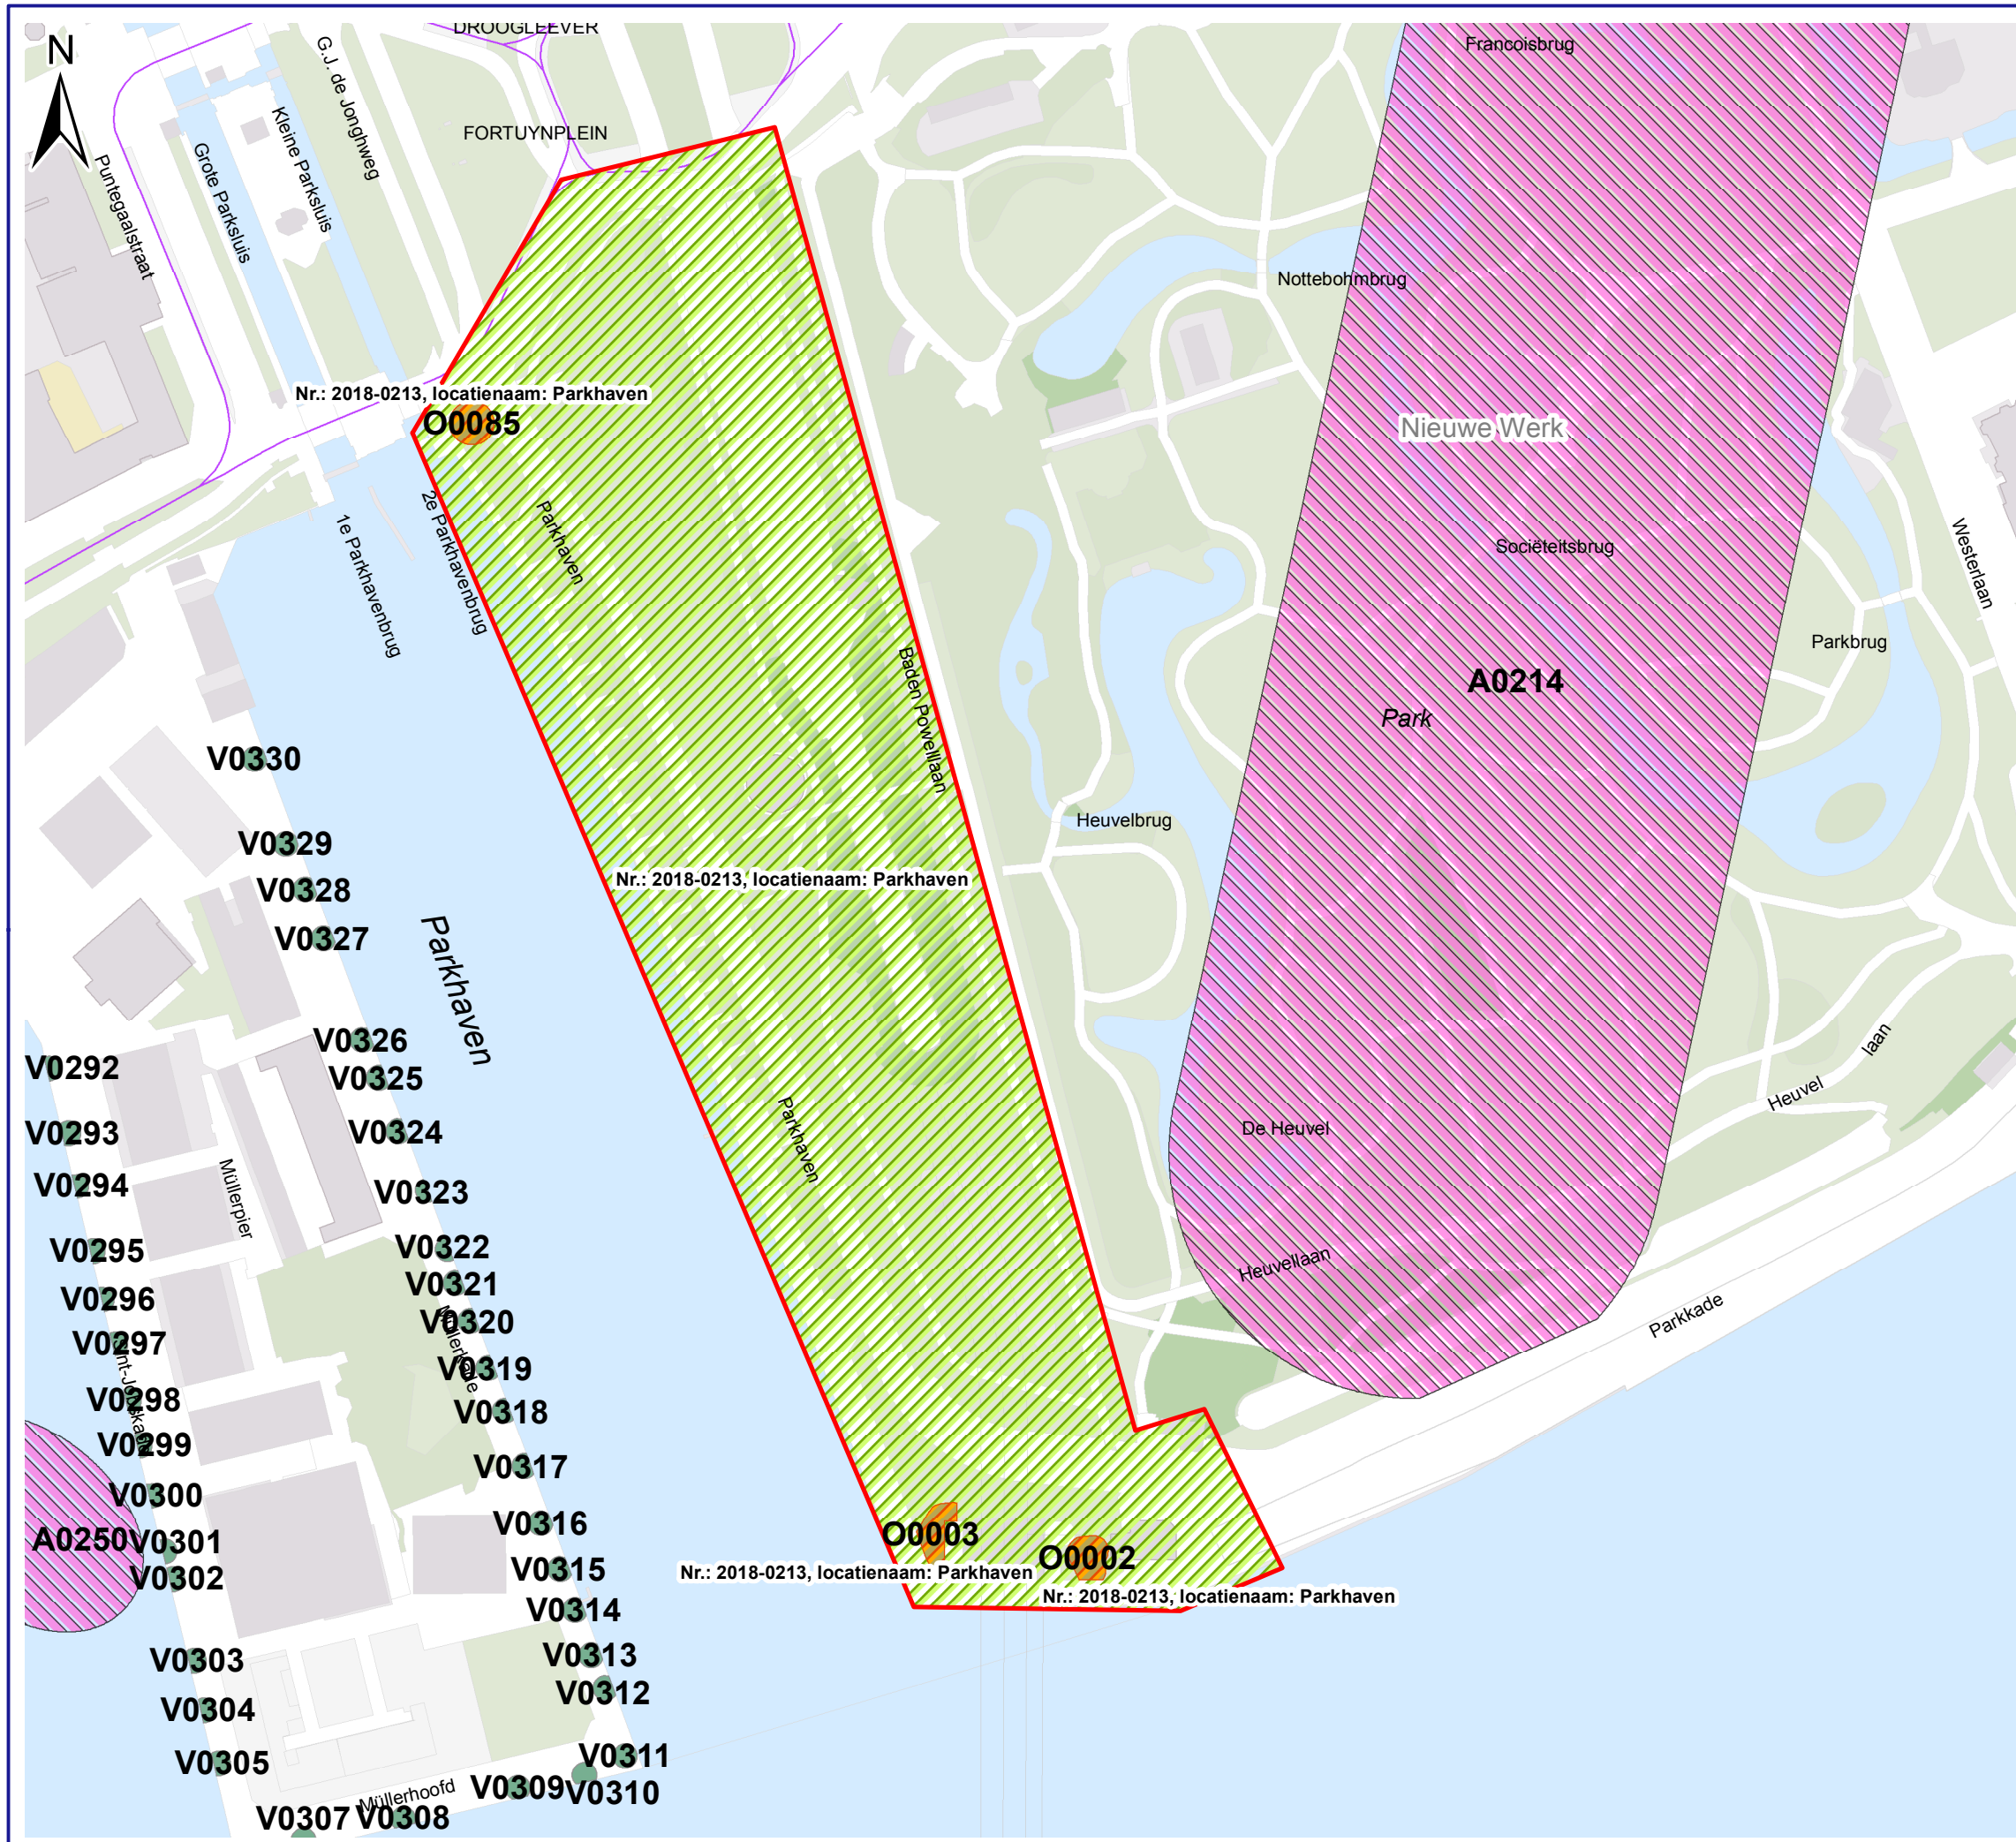 N
DROOGLEEVER
FORTUYNPLEIN
G.J. de Jonghweg
Kleine Parksluis
Grote Parksluis
Puntegaalstraat
Francoisbrug
Nottebohmbrug
Nr.: 2018-0213, locatienaam: Parkhaven
O0085
Nieuwe Werk
2e Parkhavenbrug
1e Parkhavenbrug
Parkhaven
Sociëteitsbrug
Westerlaan
Parkbrug
A0214
Park
Baden Powelllaan
V0330
Heuvelbrug
V0329
V0328
Nr.: 2018-0213, locatienaam: Parkhaven
V0327
Parkhaven
V0326
V0292
V0325
V0293
V0324
Parkhaven
De Heuvel
Heuvel
laan
V0294
V0323
Müllerpier
V0295
V0322
V0321
Heuvellaan
V0296
V0320
Müllerkade
Parkkade
V0297
V0319
V0298
V0318
V0299
V0317
V0300
V0316
A0250
V0301
O0003
O0002
V0315
Nr.: 2018-0213, locatienaam: Parkhaven
V0302
Nr.: 2018-0213, locatienaam: Parkhaven
V0314
V0303
V0313
V0312
V0304
V0311
V0305
V0309
V0310
Müllerhoofd
V0307
V0308